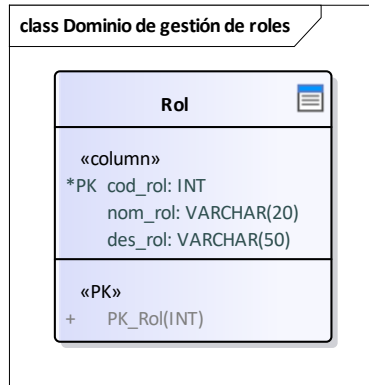 class Dominio de gestión de roles
Rol
«column»
*PK cod_rol: INT
nom_rol: VARCHAR(20)
des_rol: VARCHAR(50)
«PK»
+ PK_Rol(INT)